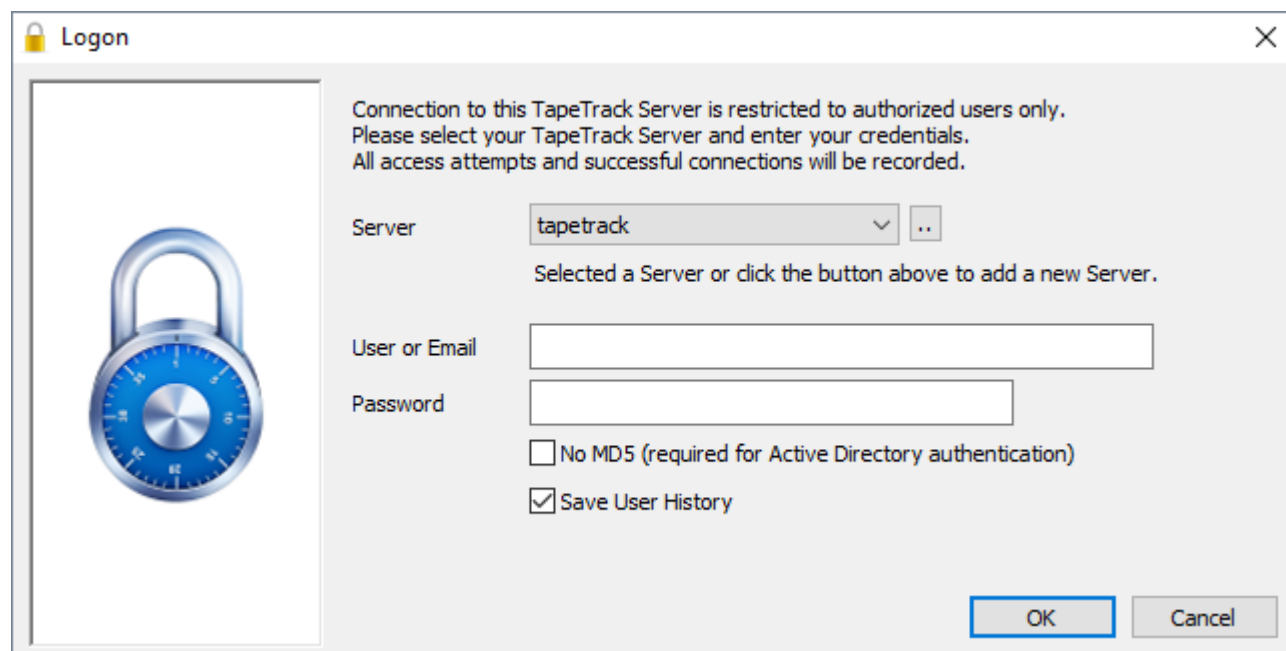 Logon
Connection to this TapeTrack Server is restricted to authorized users only.
Please select your TapeTrack Server and enter your credentials.
All access attempts and successful connections will be recorded.
Server
tapetrack
..
Selected a Server or click the button above to add a new Server.
User or Email
Password
No MD5 (required for Active Directory authentication)
Save User History
OK
Cancel